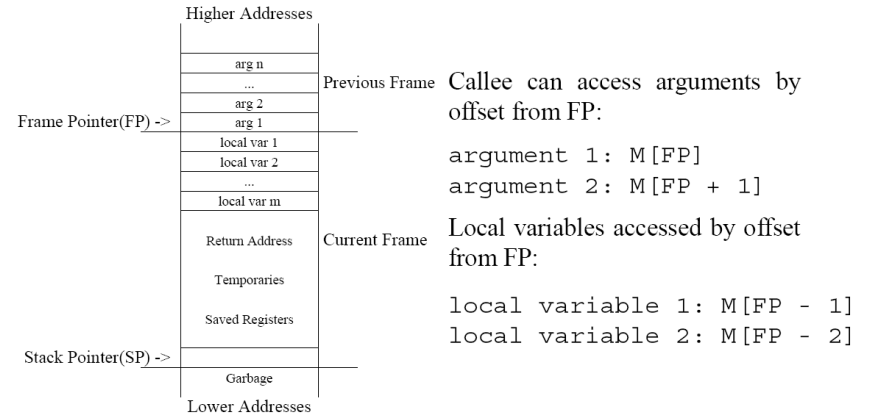 Higher Addresses
arg n
...
Previous Frame
arg 2
Frame Pointer(FP) ->
arg 1
local var 1
local var 2
...
local var m
Return Address
Current Frame
Temporaries
Saved Registers
Stack Pointer(SP) ->
Garbage
Lower Addresses
Callee can access arguments by
offset from FP:
argument 1: M[FP]
argument 2: M[FP + 1]
Local variables accessed by offset
from FP:
local variable 1: M[FP - 1]
local variable 2: M[FP - 2]